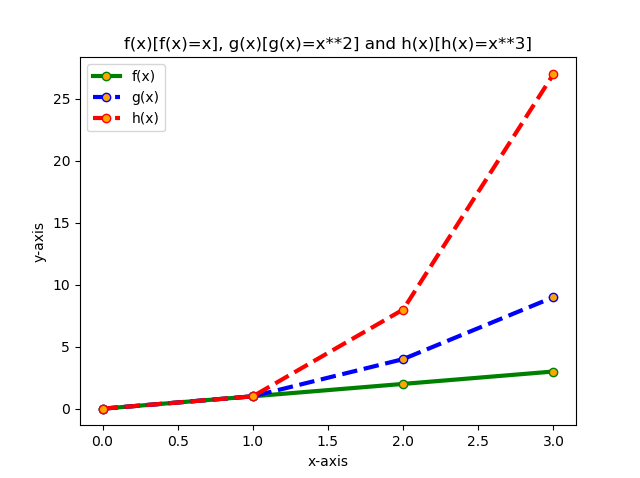 f(x)[f(x)=x], g(x)[g(x)=x**2] and h(x)[h(x)=x**3]
f(x)
g(x)
h(x)
25
20
15
10
5
0
y-axis
0.0 0.5 1.0 1.5 2.0 2.5 3.0
x-axis